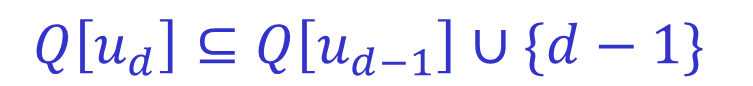 Q[u_d] ⊆ Q[u_{d−1}] ∪ {d − 1}